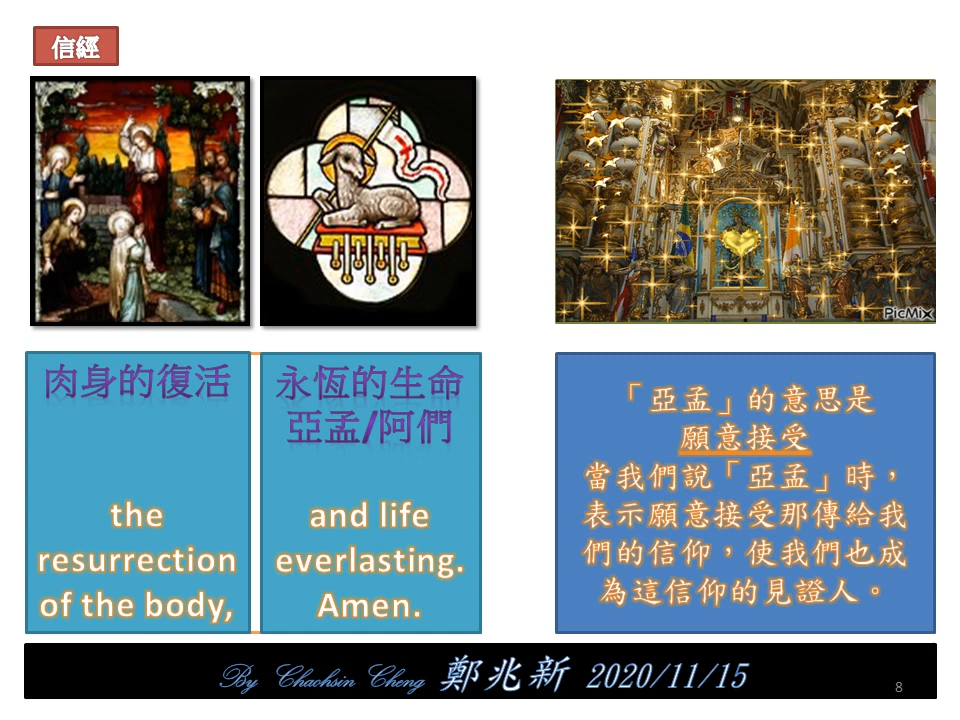 信經
PicMix
肉身的復活
the
resurrection
of the body,
永恆的生命
亞孟/阿們
and life
everlasting.
Amen.
「亞孟」的意思是
願意接受
當我們說「亞孟」時，
表示願意接受那傳給我
們的信仰，使我們也成
為這信仰的見證人。
By Chaohsin Cheng 鄭兆新 2020/11/15
8